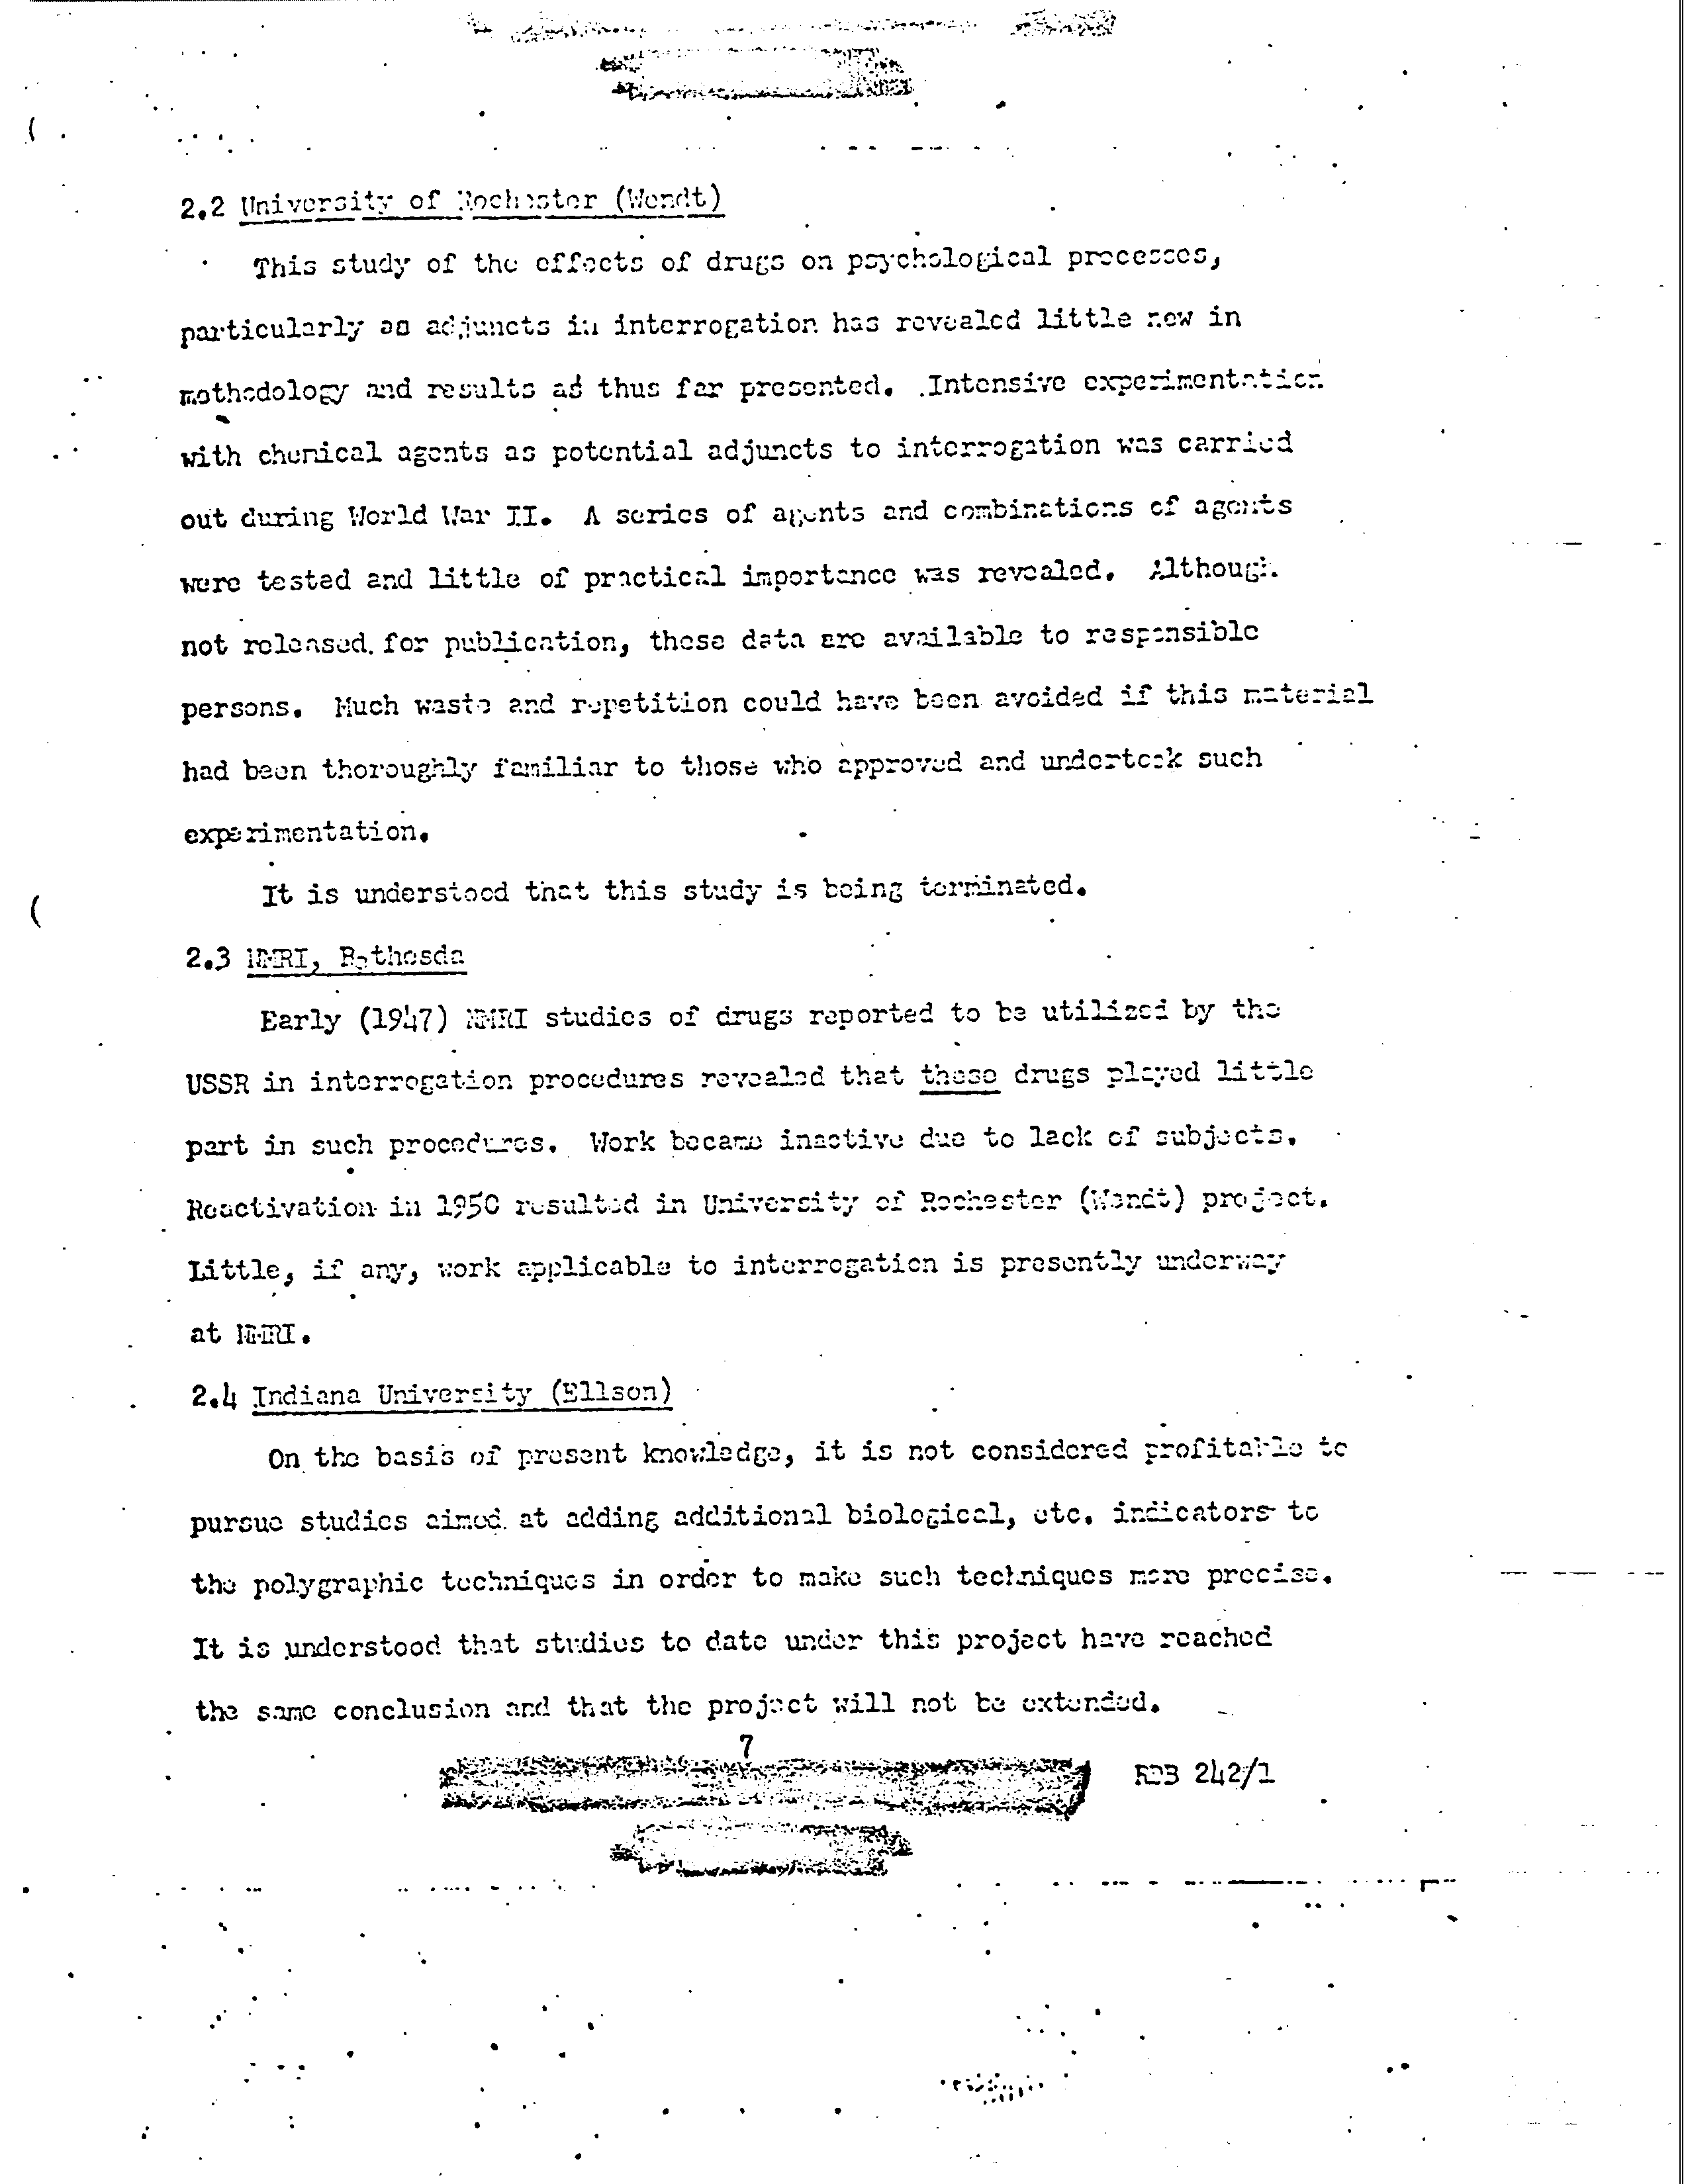 2.2 University of Rochester (Wendt)
This study of the effects of drugs on psychological processes,
particularly as adjuncts in interrogation has revealed little new in
methodology and results as thus far presented. Intensive experimentation
with chemical agents as potential adjuncts to interrogation was carried
out during World War II. A series of agents and combinations of agents
were tested and little of practical importance was revealed. Although
not released for publication, these data are available to responsible
persons. Much waste and repetition could have been avoided if this material
had been thoroughly familiar to those who approved and undertook such
experimentation.
It is understood that this study is being terminated.
2.3 NMRI, Bethesda
Early (1947) NMRI studies of drugs reported to be utilized by the
USSR in interrogation procedures revealed that these drugs played little
part in such procedures. Work became inactive due to lack of subjects.
Reactivation in 1950 resulted in University of Rochester (Wendt) project.
Little, if any, work applicable to interrogation is presently underway
at NMRI.
2.4 Indiana University (Ellson)
On the basis of present knowledge, it is not considered profitable to
pursue studies aimed at adding additional biological, etc. indicators to
the polygraphic techniques in order to make such techniques more precise.
It is understood that studies to date under this project have reached
the same conclusion and that the project will not be extended.
7
RDB 242/1